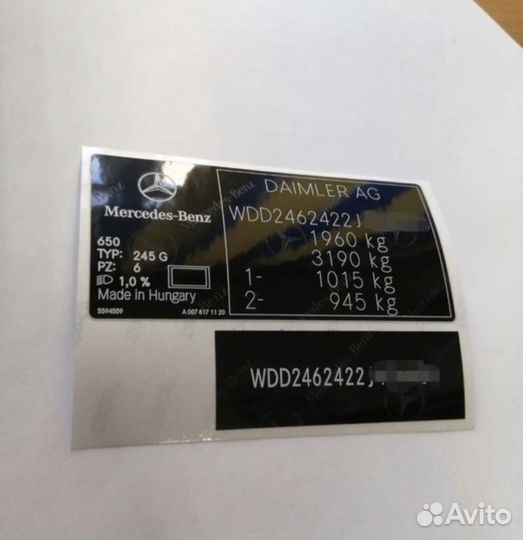 DAIMLER AG
WDD2462422J
1960 kg
3190 kg
1- 1015 kg
2- 945 kg
Mercedes-Benz
650
TYP: 245 G
PZ: 6
1,0 %
Made in Hungary
5594559 A 007 817 11 20
WDD2462422J
Avito